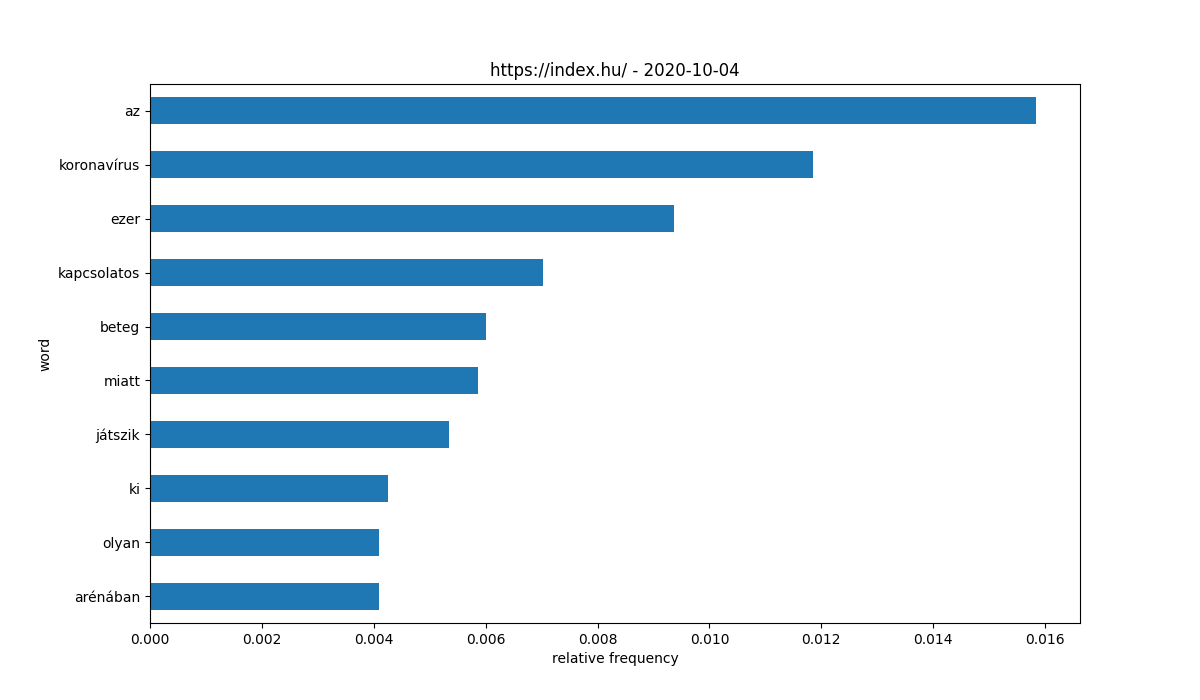 https://index.hu/ - 2020-10-04
word
az
koronavírus
ezer
kapcsolatos
beteg
miatt
játszik
ki
olyan
arénában
0.000 0.002 0.004 0.006 0.008 0.010 0.012 0.014 0.016
relative frequency